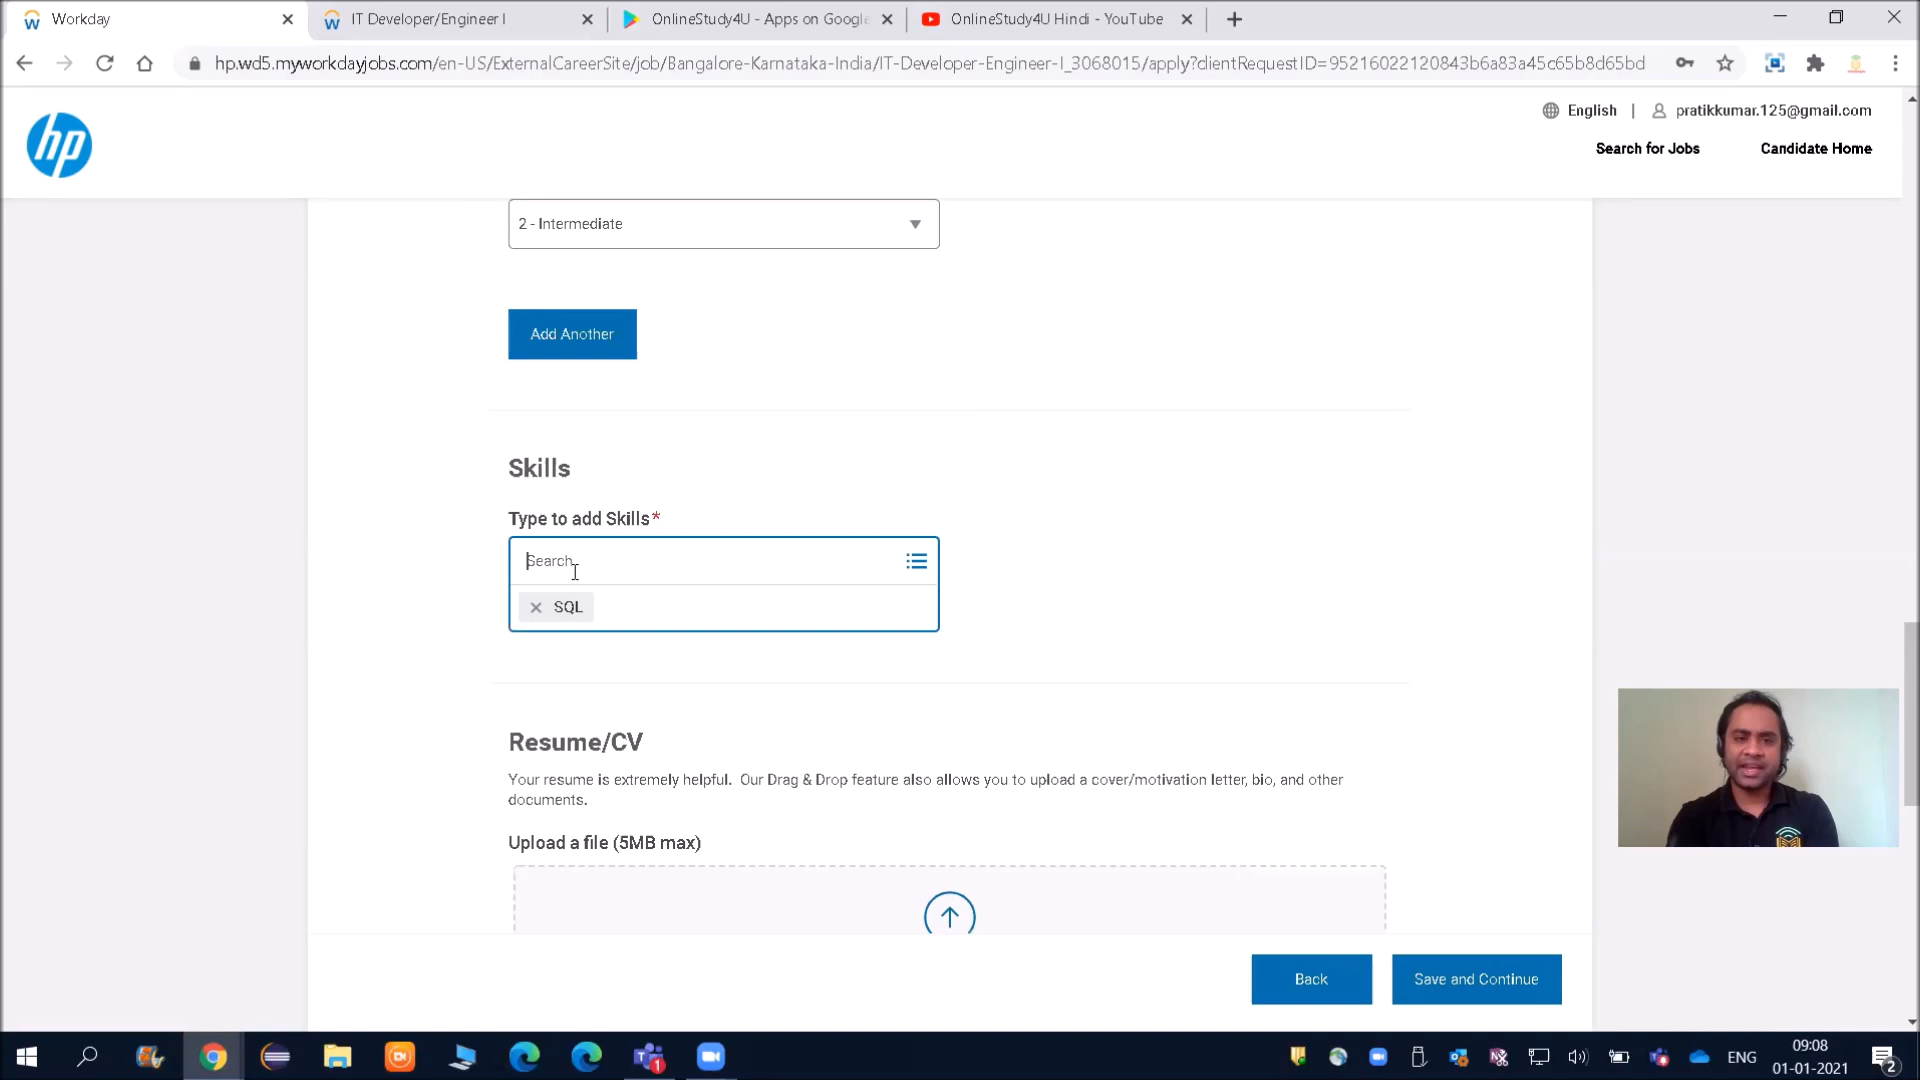 Workday
IT Developer/Engineer I
OnlineStudy4U - Apps on Google
OnlineStudy4U Hindi - YouTube
hp.wd5.myworkdayjobs.com/en-US/ExternalCareerSite/job/Bangalore-Karnataka-India/IT-Developer-Engineer-I_3068015/apply?clientRequestID=95216022120843b6a83a45c65b8d65bd
hp
English | pratikkumar.125@gmail.com
Search for Jobs
Candidate Home
2 - Intermediate
Add Another
Skills
Type to add Skills*
Search
SQL
Resume/CV
Your resume is extremely helpful. Our Drag & Drop feature also allows you to upload a cover/motivation letter, bio, and other
documents.
Upload a file (5MB max)
Back
Save and Continue
1
ENG
09:08
01-01-2021
2